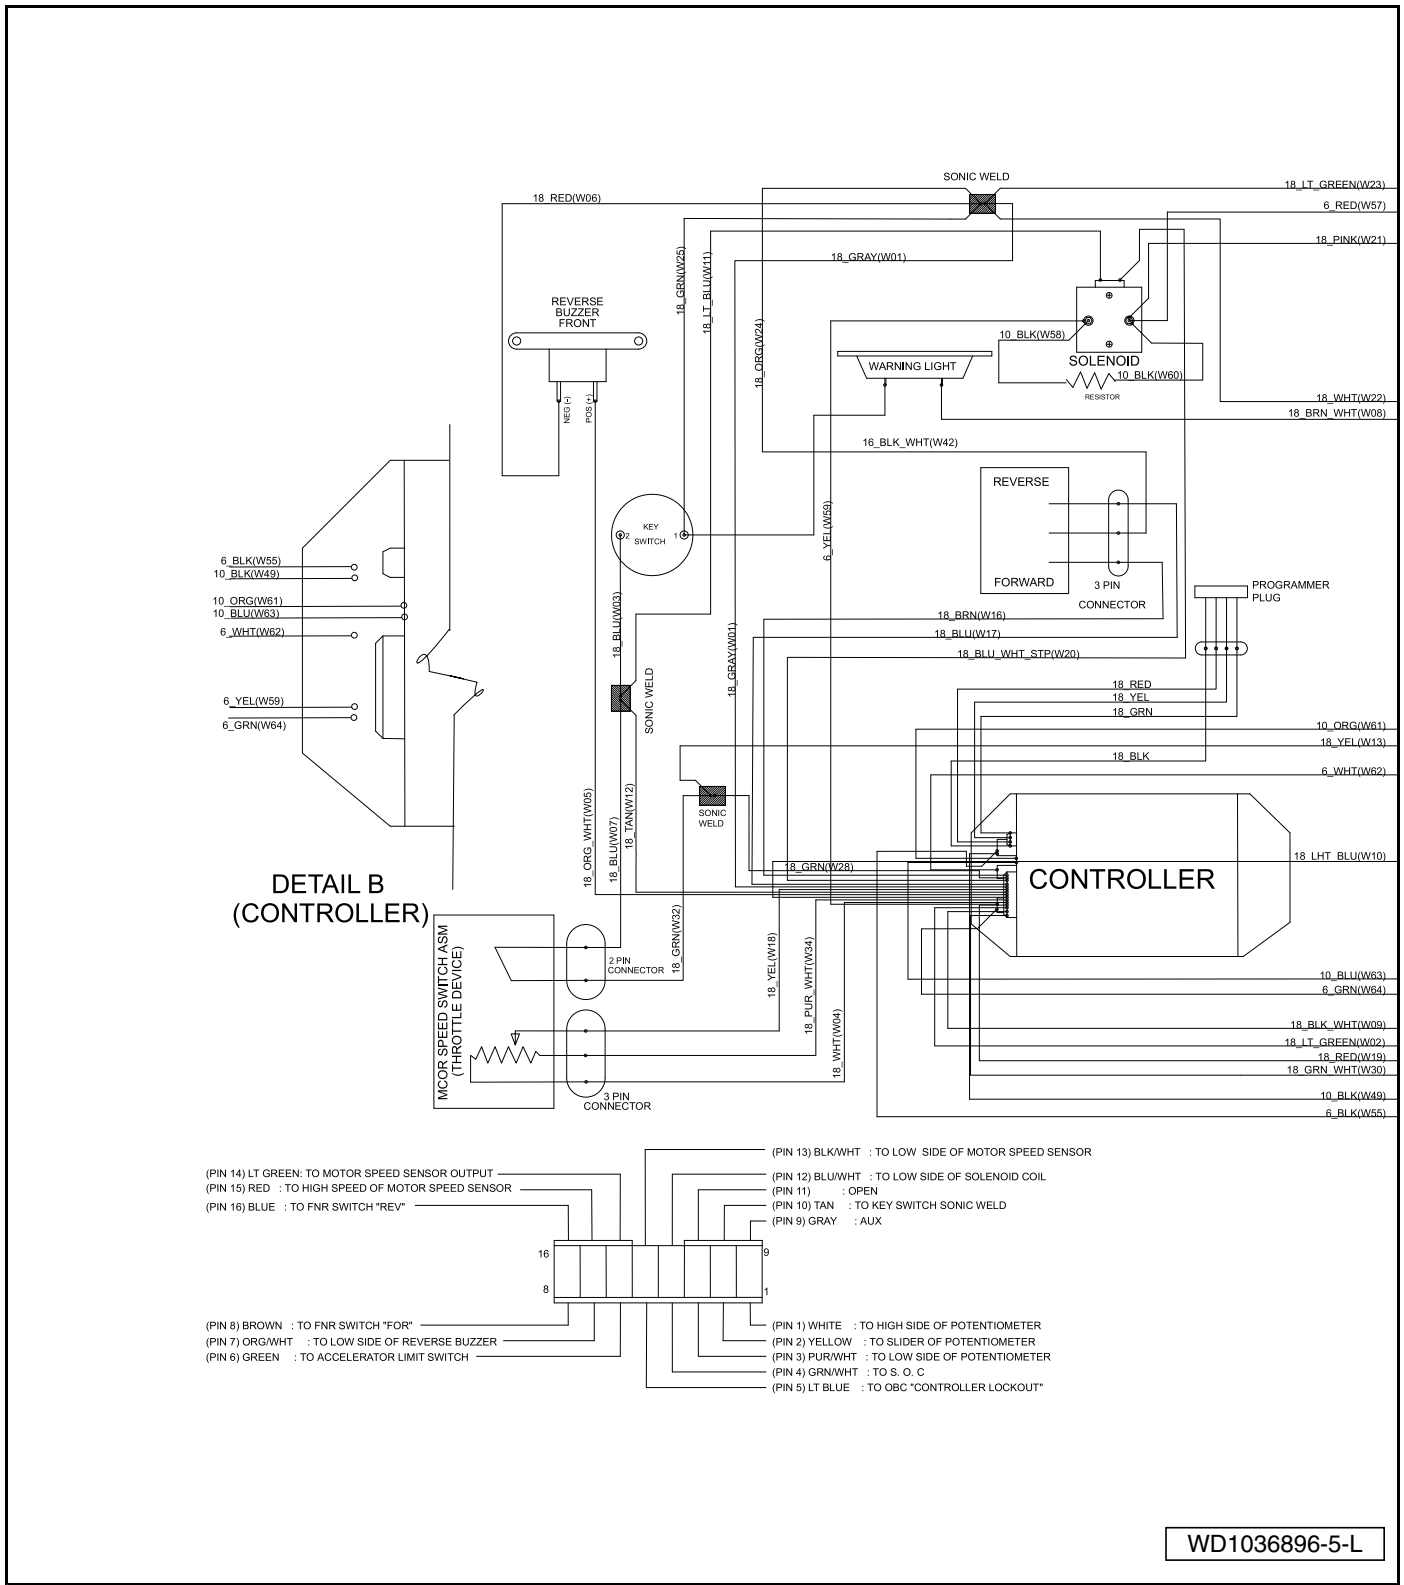 SONIC WELD
18_LT_GREEN(W23)
18_RED(W06)
6_RED(W57)
18_PINK(W21)
18_GRN(W25)
18_LT_BLU(W11)
18_GRAY(W01)
REVERSE
BUZZER
FRONT
NEG (-)
POS (+)
18_ORG(W24)
10_BLK(W58)
SOLENOID
WARNING LIGHT
10_BLK(W60)
RESISTOR
18_WHT(W22)
18_BRN_WHT(W08)
16_BLK_WHT(W42)
REVERSE
FORWARD
3 PIN
CONNECTOR
KEY
SWITCH
2
1
6_YEL(W59)
6_BLK(W55)
10_BLK(W49)
10_ORG(W61)
10_BLU(W63)
6_WHT(W62)
6_YEL(W59)
6_GRN(W64)
PROGRAMMER
PLUG
18_BLU(W03)
18_GRAY(W01)
18_BRN(W16)
18_BLU(W17)
18_BLU_WHT_STP(W20)
SONIC WELD
18_RED
18_YEL
18_GRN
10_ORG(W61)
18_YEL(W13)
18_BLK
6_WHT(W62)
SONIC
WELD
18_ORG_WHT(W05)
18_BLU(W07)
18_TAN(W12)
18_GRN(W28)
18_LHT_BLU(W10)
CONTROLLER
DETAIL B
(CONTROLLER)
MCOR SPEED SWITCH ASM
(THROTTLE DEVICE)
2 PIN
CONNECTOR
18_GRN(W32)
18_YEL(W18)
18_PUR_WHT(W34)
18_WHT(W04)
3 PIN
CONNECTOR
10_BLU(W63)
6_GRN(W64)
18_BLK_WHT(W09)
18_LT_GREEN(W02)
18_RED(W19)
18_GRN_WHT(W30)
10_BLK(W49)
6_BLK(W55)
(PIN 14) LT GREEN: TO MOTOR SPEED SENSOR OUTPUT
(PIN 15) RED : TO HIGH SPEED OF MOTOR SPEED SENSOR
(PIN 16) BLUE : TO FNR SWITCH "REV"
(PIN 13) BLK/WHT : TO LOW SIDE OF MOTOR SPEED SENSOR
(PIN 12) BLU/WHT : TO LOW SIDE OF SOLENOID COIL
(PIN 11) : OPEN
(PIN 10) TAN : TO KEY SWITCH SONIC WELD
(PIN 9) GRAY : AUX
16
9
8
1
(PIN 8) BROWN : TO FNR SWITCH "FOR"
(PIN 7) ORG/WHT : TO LOW SIDE OF REVERSE BUZZER
(PIN 6) GREEN : TO ACCELERATOR LIMIT SWITCH
(PIN 1) WHITE : TO HIGH SIDE OF POTENTIOMETER
(PIN 2) YELLOW : TO SLIDER OF POTENTIOMETER
(PIN 3) PUR/WHT : TO LOW SIDE OF POTENTIOMETER
(PIN 4) GRN/WHT : TO S. O. C
(PIN 5) LT BLUE : TO OBC "CONTROLLER LOCKOUT"
WD1036896-5-L